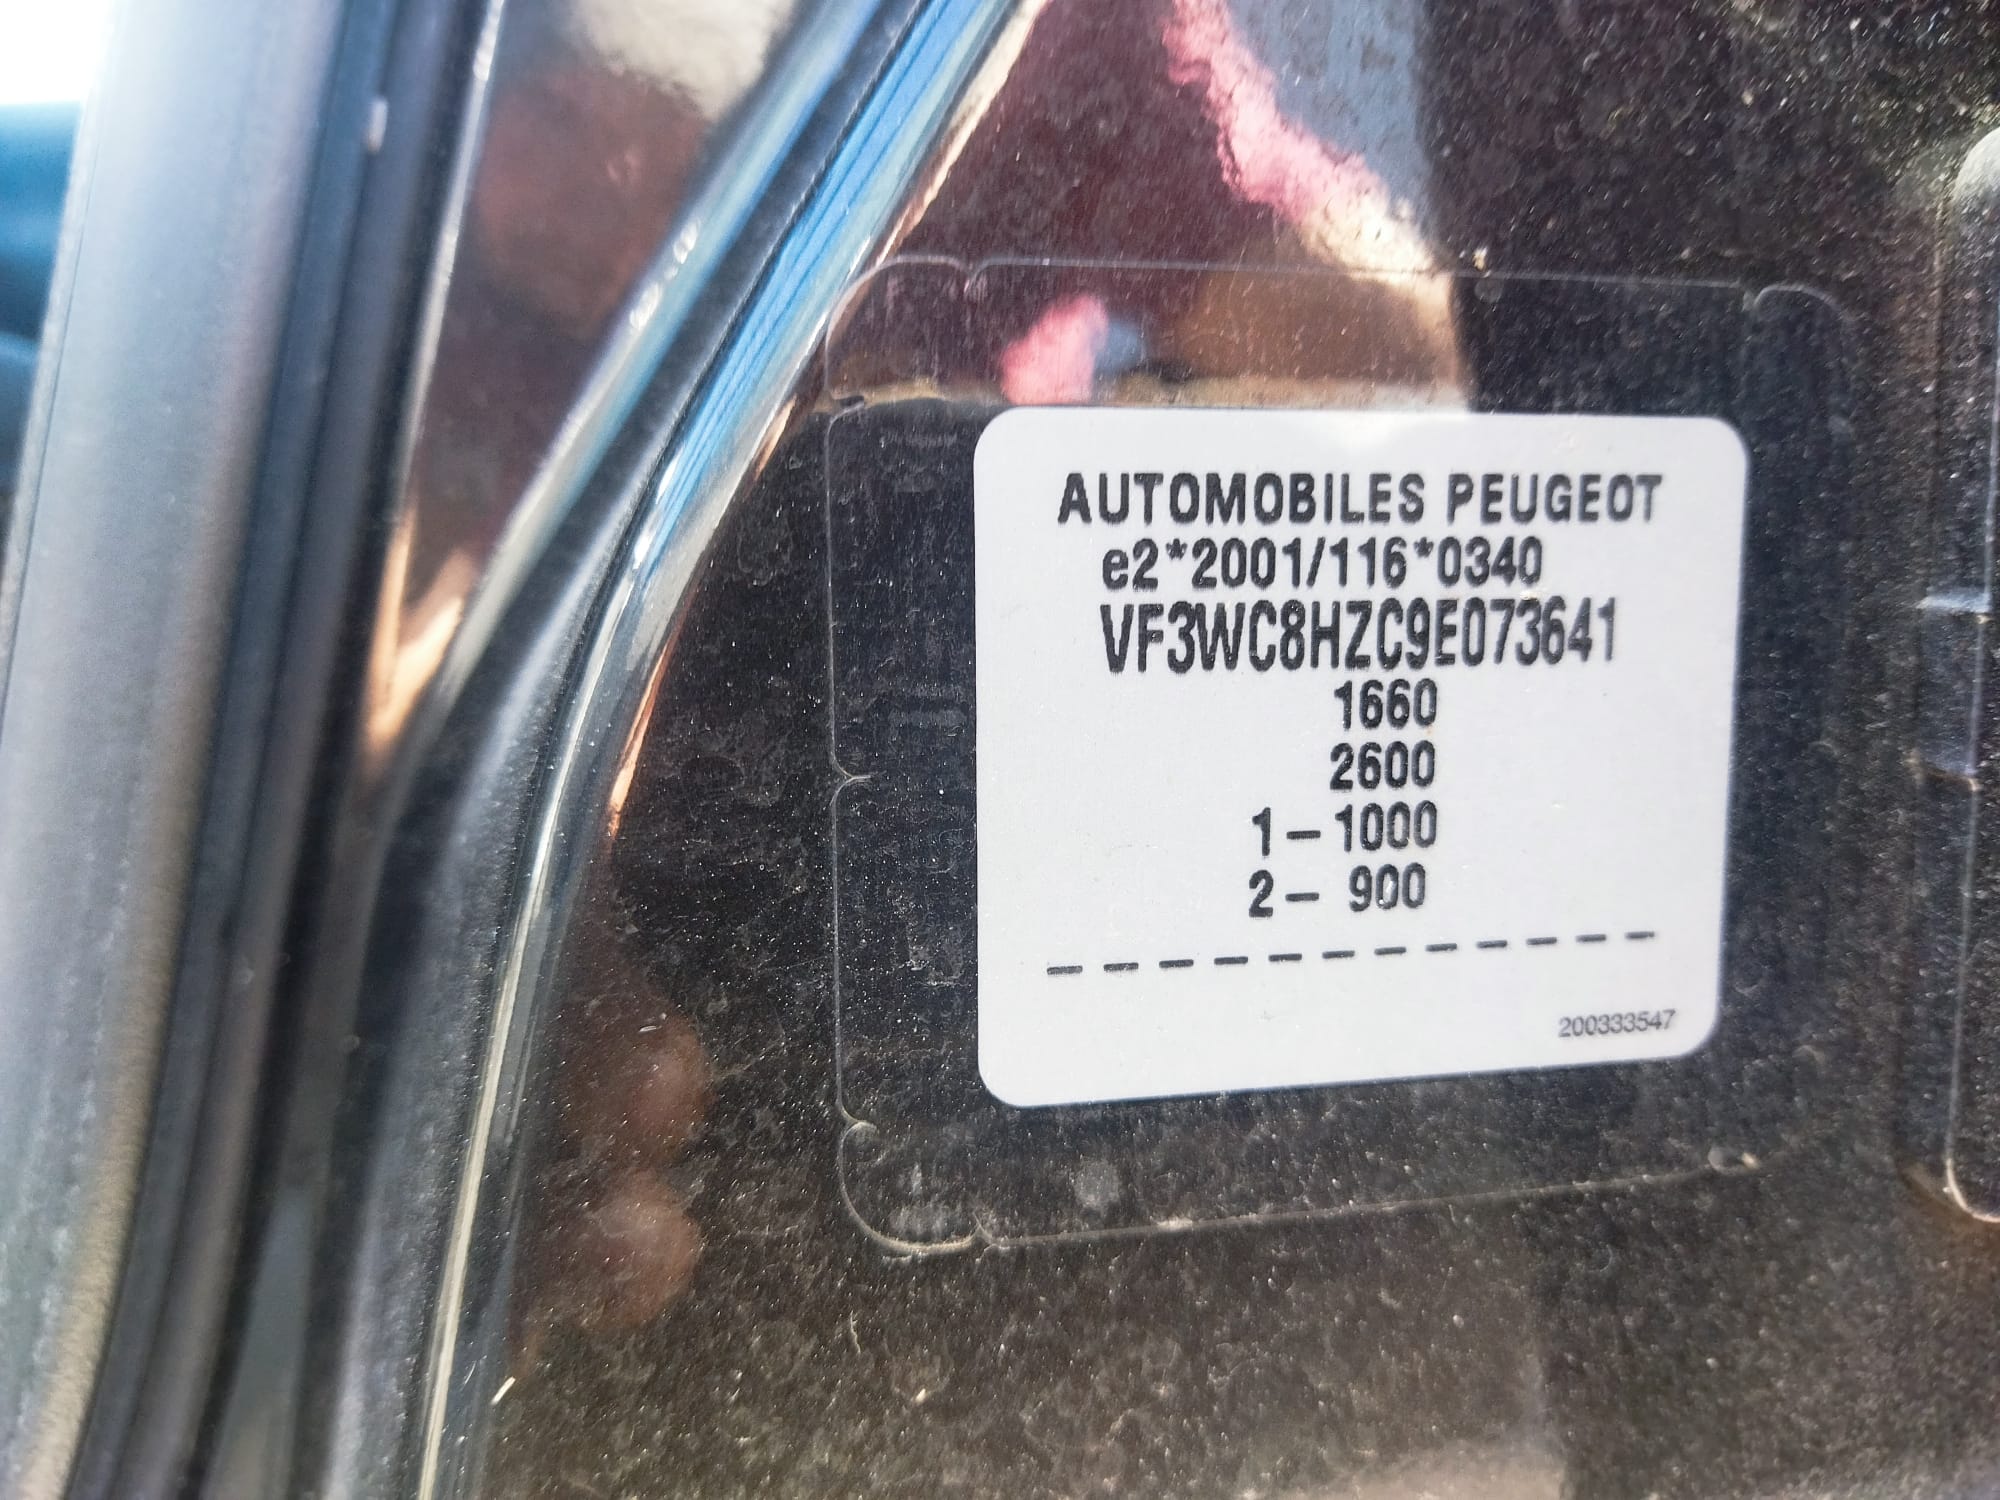 AUTOMOBILES PEUGEOT
e2*2001/116*0340
VF3WC8HZC9E073641
1660
2600
1-1000
2- 900
------------
200333547